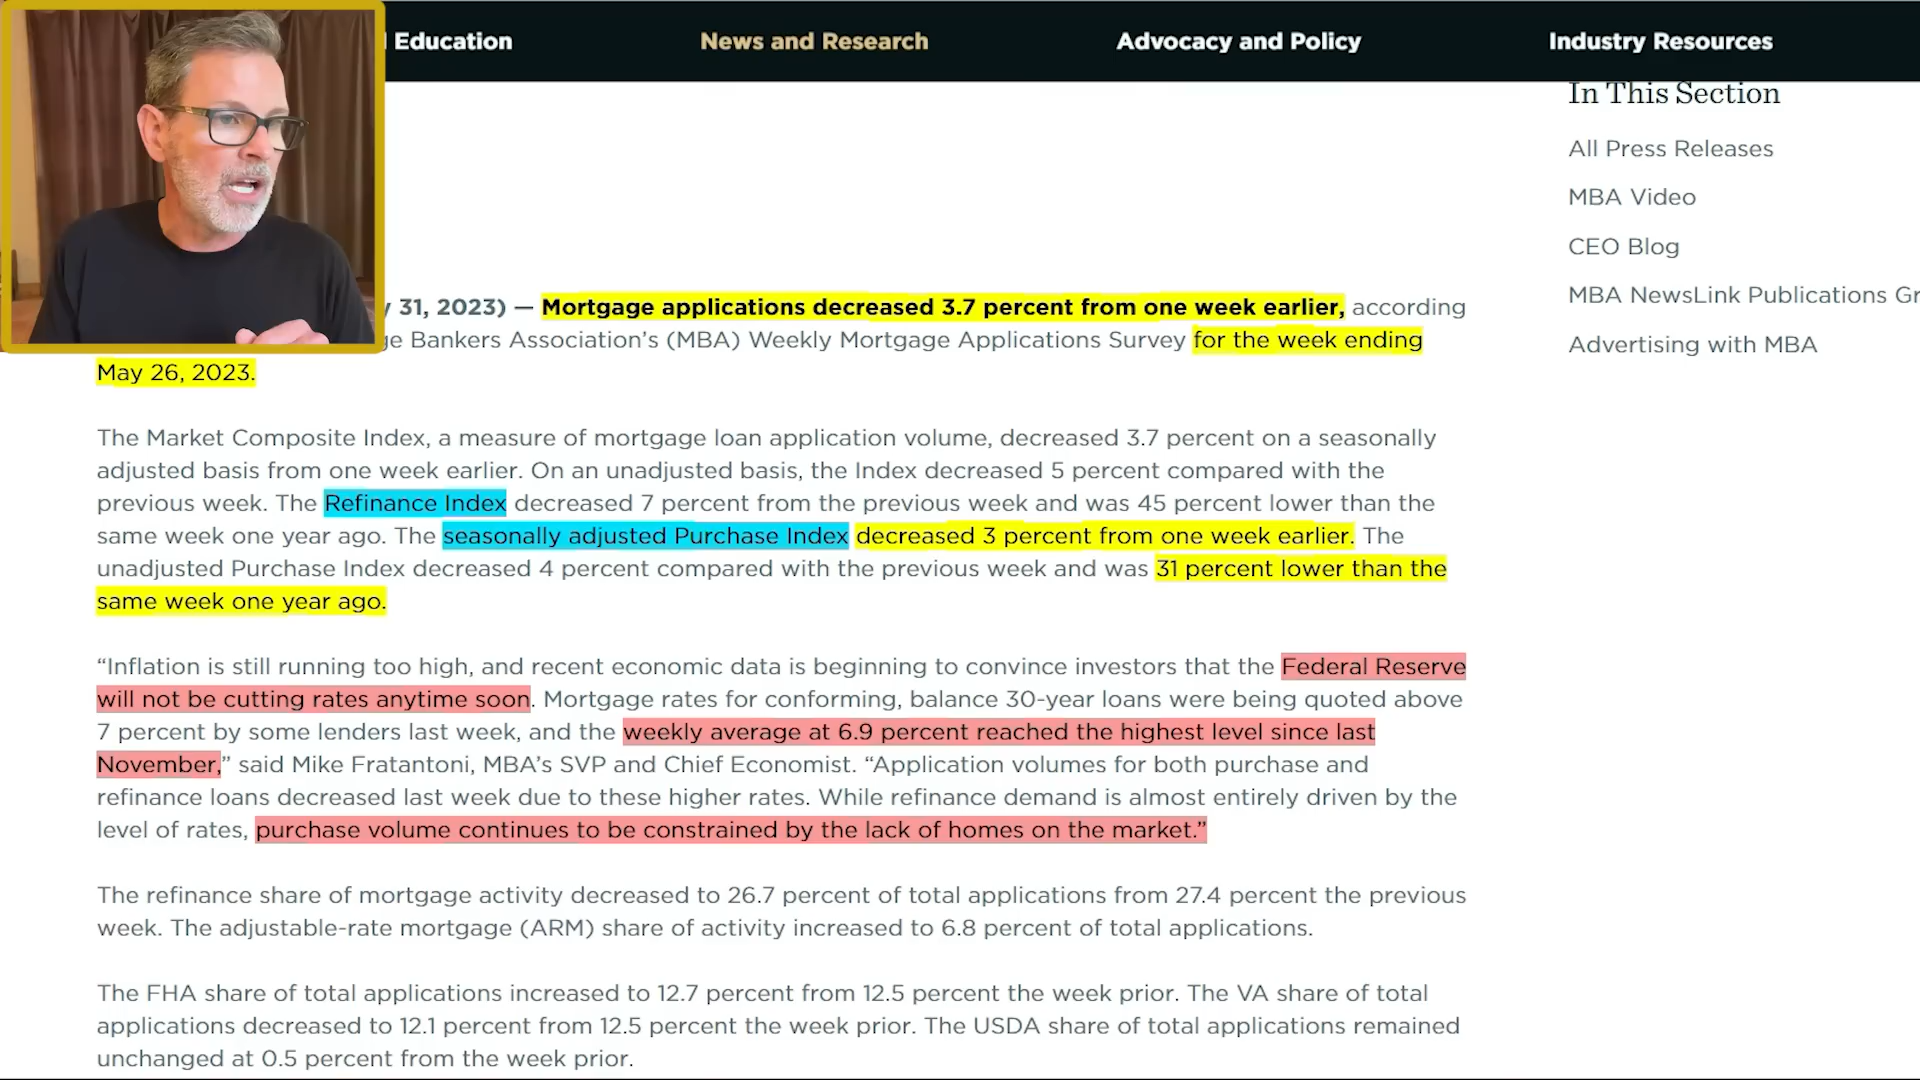 Education
News and Research
Advocacy and Policy
Industry Resources
In This Section
All Press Releases
MBA Video
CEO Blog
MBA NewsLink Publications
Advertising with MBA
31, 2023) — Mortgage applications decreased 3.7 percent from one week earlier, according
Bankers Association’s (MBA) Weekly Mortgage Applications Survey for the week ending
May 26, 2023.
The Market Composite Index, a measure of mortgage loan application volume, decreased 3.7 percent on a seasonally
adjusted basis from one week earlier. On an unadjusted basis, the Index decreased 5 percent compared with the
previous week. The Refinance Index decreased 7 percent from the previous week and was 45 percent lower than the
same week one year ago. The seasonally adjusted Purchase Index decreased 3 percent from one week earlier. The
unadjusted Purchase Index decreased 4 percent compared with the previous week and was 31 percent lower than the
same week one year ago.
“Inflation is still running too high, and recent economic data is beginning to convince investors that the Federal Reserve
will not be cutting rates anytime soon. Mortgage rates for conforming, balance 30-year loans were being quoted above
7 percent by some lenders last week, and the weekly average at 6.9 percent reached the highest level since last
November,” said Mike Fratantoni, MBA’s SVP and Chief Economist. “Application volumes for both purchase and
refinance loans decreased last week due to these higher rates. While refinance demand is almost entirely driven by the
level of rates, purchase volume continues to be constrained by the lack of homes on the market.”
The refinance share of mortgage activity decreased to 26.7 percent of total applications from 27.4 percent the previous
week. The adjustable-rate mortgage (ARM) share of activity increased to 6.8 percent of total applications.
The FHA share of total applications increased to 12.7 percent from 12.5 percent the week prior. The VA share of total
applications decreased to 12.1 percent from 12.5 percent the week prior. The USDA share of total applications remained
unchanged at 0.5 percent from the week prior.